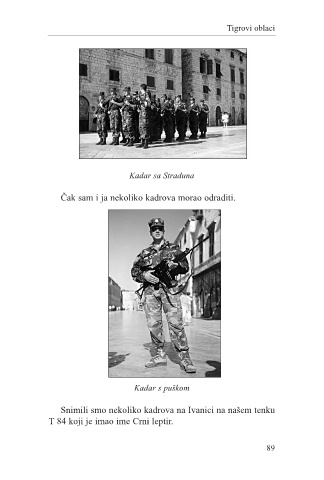 Tigrovi oblaci
Kadar sa Straduna
Čak sam i ja nekoliko kadrova morao odraditi.
Kadar s puškom
Snimili smo nekoliko kadrova na Ivanici na našem tenku
T 84 koji je imao ime Crni leptir.
89